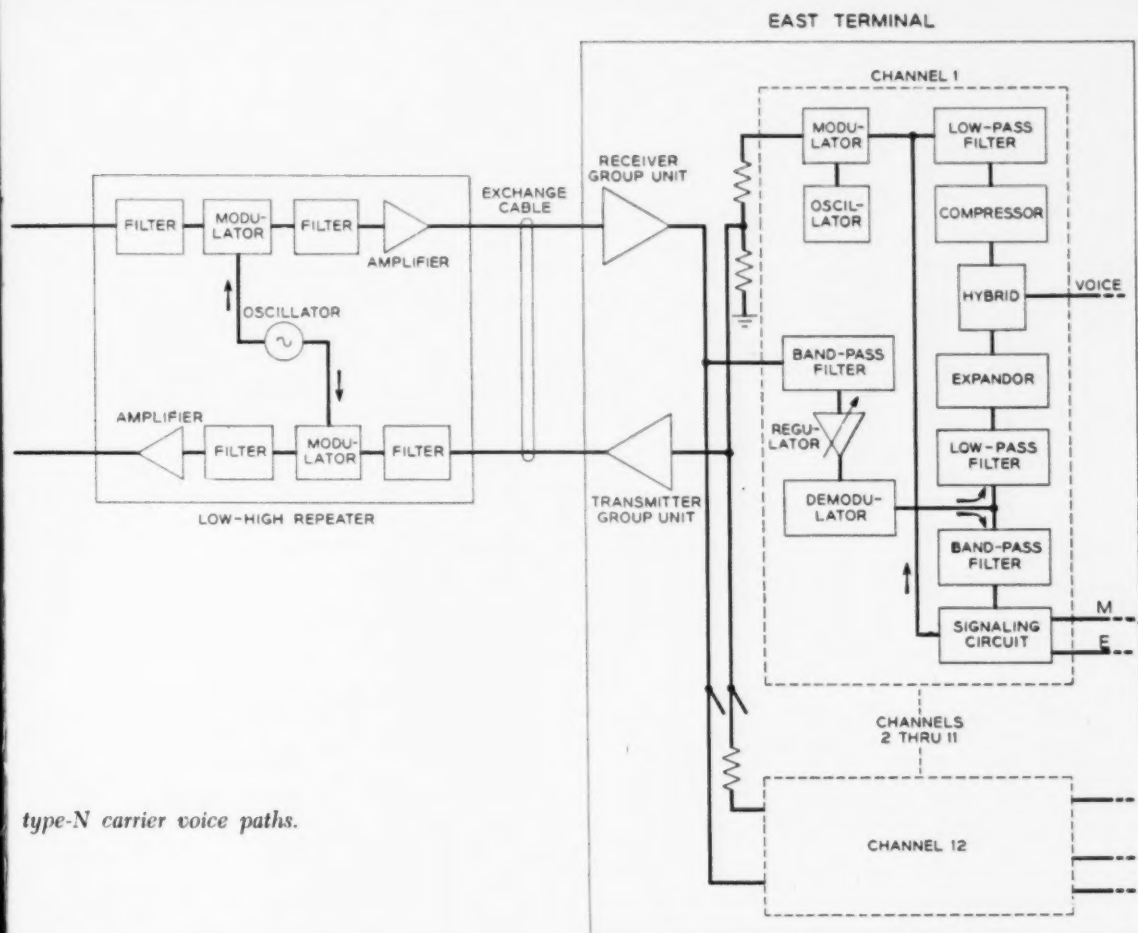 EAST TERMINAL
CHANNEL 1
MODU-
LATOR
LOW-PASS
FILTER
RECEIVER
GROUP UNIT
EXCHANGE
CABLE
OSCIL-
LATOR
COMPRESSOR
FILTER
MODU-
LATOR
FILTER
AMPLIFIER
HYBRID
VOICE
OSCILLATOR
BAND-PASS
FILTER
EXPANDOR
AMPLIFIER
REGU-
LATOR
LOW-PASS
FILTER
FILTER
MODU-
LATOR
FILTER
TRANSMITTER
GROUP UNIT
DEMODU-
LATOR
LOW-HIGH REPEATER
BAND-PASS
FILTER
SIGNALING
CIRCUIT
M
E
CHANNELS
2 THRU 11
type-N carrier voice paths.
CHANNEL 12